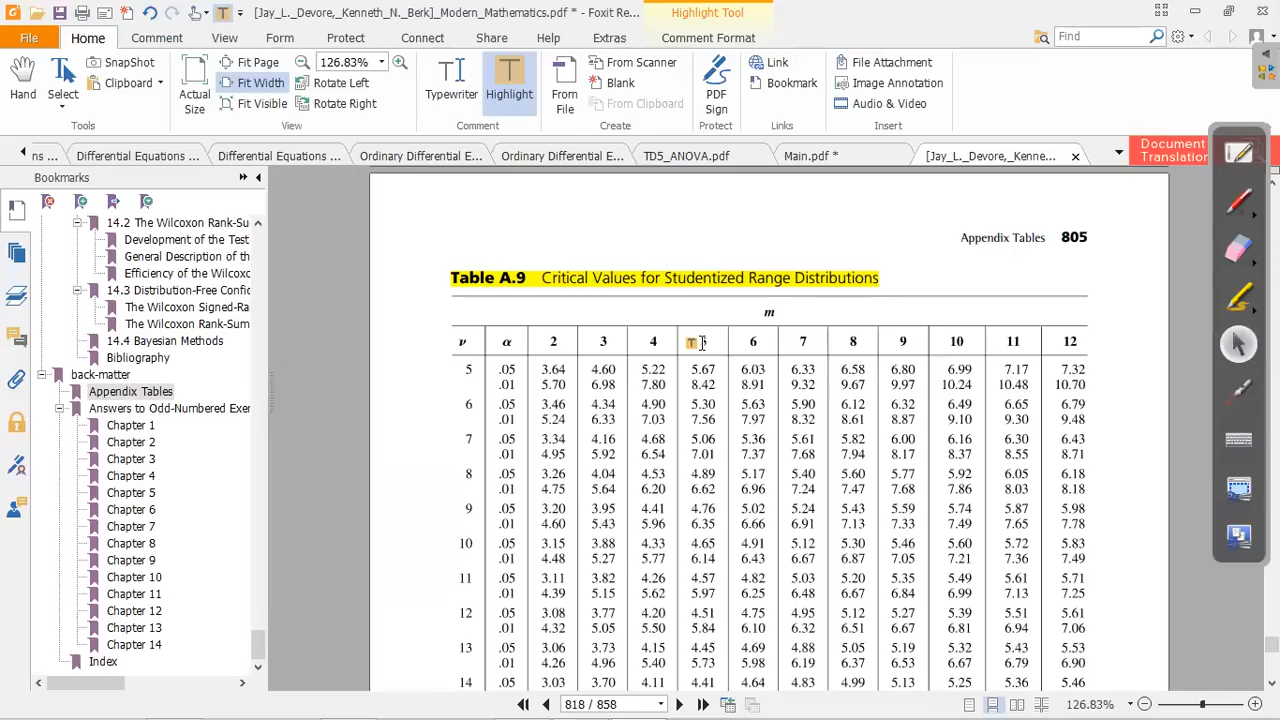 [Jay_L._Devore,_Kenneth_N._Berk]_Modern_Mathematics.pdf * - Foxit Re...
Highlight Tool
File Home Comment View Form Protect Connect Share Help Extras Comment Format Find
SnapShot Fit Page 126.83% From Scanner Link File Attachment
Clipboard Fit Width Rotate Left Blank Bookmark Image Annotation
Fit Visible Rotate Right From Clipboard Audio & Video
Hand Select Actual Size Typewriter Highlight From File PDF Sign
Tools View Comment Create Protect Links Insert
ns ... Differential Equations ... Differential Equations ... Ordinary Differential E... Ordinary Differential E... TD5_ANOVA.pdf Main.pdf * [Jay_L._Devore,_Kenne...
Document Translation
Bookmarks
14.2 The Wilcoxon Rank-Su
Development of the Test
General Description of the
Efficiency of the Wilcoxo
14.3 Distribution-Free Confid
The Wilcoxon Signed-Ra
The Wilcoxon Rank-Sum
14.4 Bayesian Methods
Bibliography
back-matter
Appendix Tables
Answers to Odd-Numbered Exer
Chapter 1
Chapter 2
Chapter 3
Chapter 4
Chapter 5
Chapter 6
Chapter 7
Chapter 8
Chapter 9
Chapter 10
Chapter 11
Chapter 12
Chapter 13
Chapter 14
Index
Appendix Tables 805
Table A.9 Critical Values for Studentized Range Distributions
m
ν α 2 3 4 6 7 8 9 10 11 12
5 .05 3.64 4.60 5.22 5.67 6.03 6.33 6.58 6.80 6.99 7.17 7.32
.01 5.70 6.98 7.80 8.42 8.91 9.32 9.67 9.97 10.24 10.48 10.70
6 .05 3.46 4.34 4.90 5.30 5.63 5.90 6.12 6.32 6.49 6.65 6.79
.01 5.24 6.33 7.03 7.56 7.97 8.32 8.61 8.87 9.10 9.30 9.48
7 .05 3.34 4.16 4.68 5.06 5.36 5.61 5.82 6.00 6.16 6.30 6.43
.01 4.95 5.92 6.54 7.01 7.37 7.68 7.94 8.17 8.37 8.55 8.71
8 .05 3.26 4.04 4.53 4.89 5.17 5.40 5.60 5.77 5.92 6.05 6.18
.01 4.75 5.64 6.20 6.62 6.96 7.24 7.47 7.68 7.86 8.03 8.18
9 .05 3.20 3.95 4.41 4.76 5.02 5.24 5.43 5.59 5.74 5.87 5.98
.01 4.60 5.43 5.96 6.35 6.66 6.91 7.13 7.33 7.49 7.65 7.78
10 .05 3.15 3.88 4.33 4.65 4.91 5.12 5.30 5.46 5.60 5.72 5.83
.01 4.48 5.27 5.77 6.14 6.43 6.67 6.87 7.05 7.21 7.36 7.49
11 .05 3.11 3.82 4.26 4.57 4.82 5.03 5.20 5.35 5.49 5.61 5.71
.01 4.39 5.15 5.62 5.97 6.25 6.48 6.67 6.84 6.99 7.13 7.25
12 .05 3.08 3.77 4.20 4.51 4.75 4.95 5.12 5.27 5.39 5.51 5.61
.01 4.32 5.05 5.50 5.84 6.10 6.32 6.51 6.67 6.81 6.94 7.06
13 .05 3.06 3.73 4.15 4.45 4.69 4.88 5.05 5.19 5.32 5.43 5.53
.01 4.26 4.96 5.40 5.73 5.98 6.19 6.37 6.53 6.67 6.79 6.90
14 .05 3.03 3.70 4.11 4.41 4.64 4.83 4.99 5.13 5.25 5.36 5.46
818 / 858 126.83%